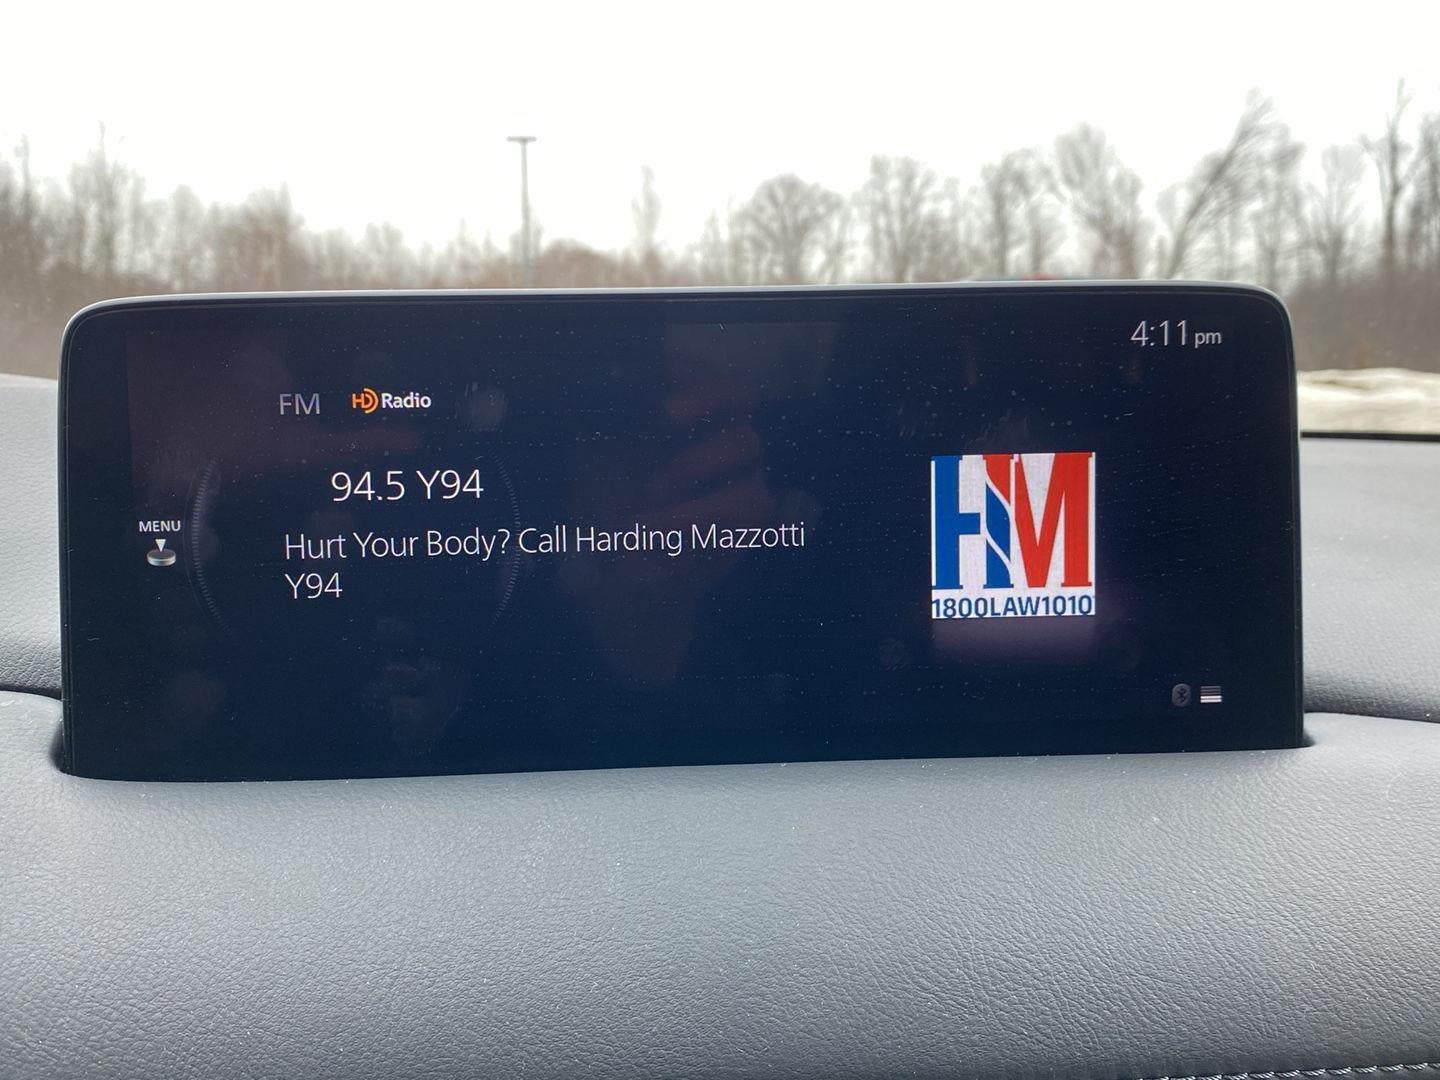 4:11 pm
FM HD Radio
94.5 Y94
MENU
Hurt Your Body? Call Harding Mazzotti
Y94
HM
1800LAW1010